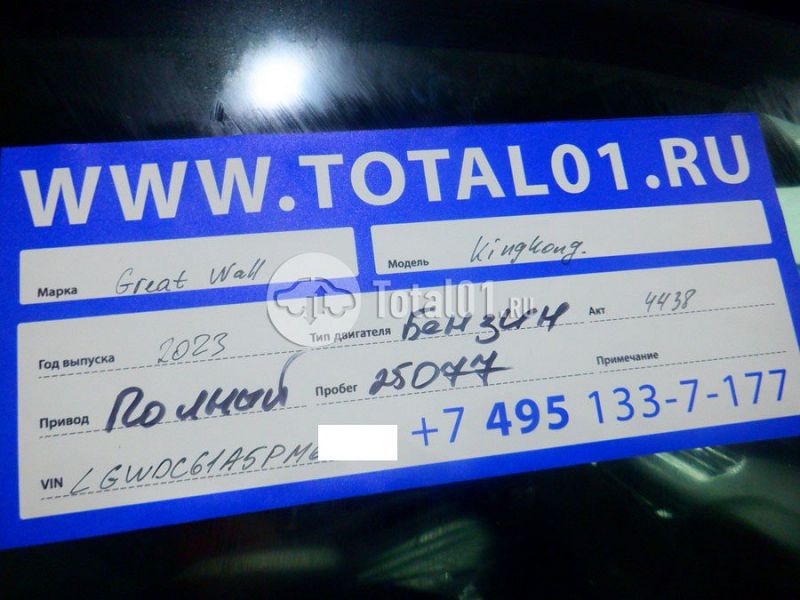 WWW.TOTAL01.RU
Марка Great Wall Модель KingKong.
Total01.RU
Год выпуска 2023 Тип двигателя Бензин Акт 4438
Привод Полный Пробег 25077 Примечание
+7 495 133-7-177
VIN LGWDC61A5PM6